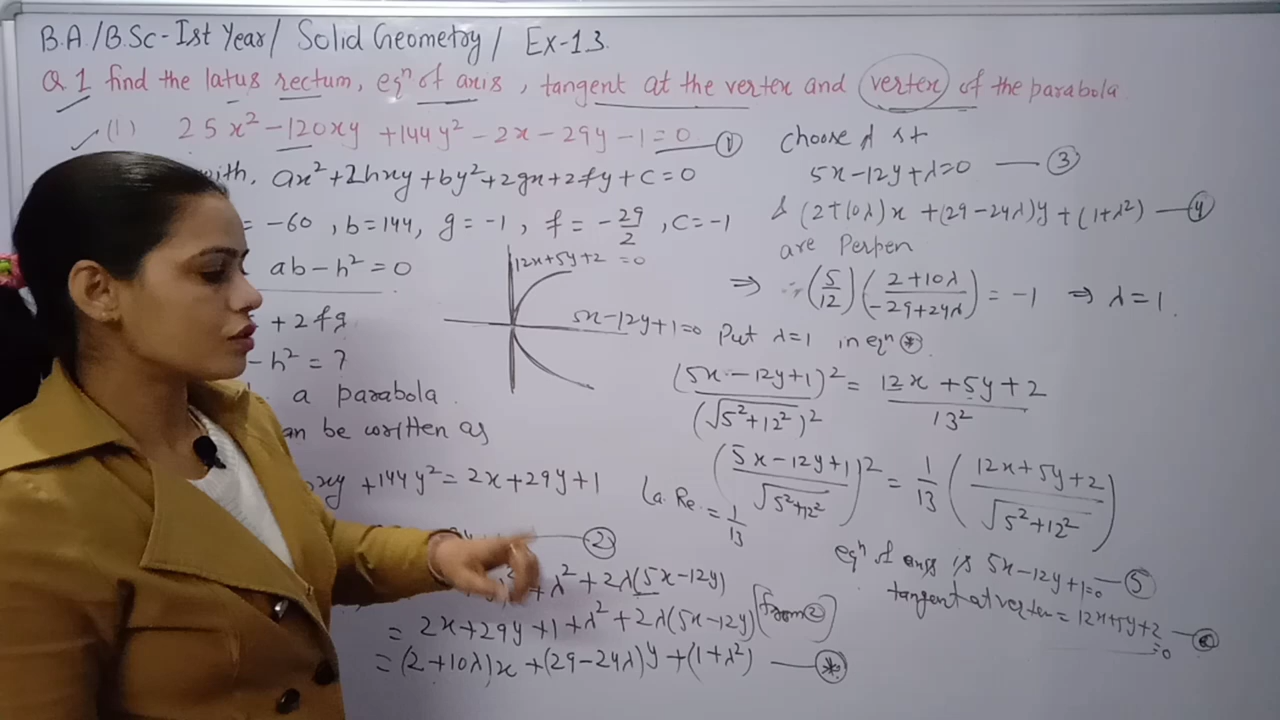 B.A./B.Sc-Ist Year/ Solid Geometry/ Ex-13.
Q1 find the latus rectum, eqⁿ of axis, tangent at the vertex and vertex of the parabola
(1) 25x² - 120xy + 144y² - 2x - 29y - 1 = 0 ①
with, ax² + 2hxy + by² + 2gx + 2fy + c = 0
= -60, b = 144, g = -1, f = -29/2, c = -1
ab - h² = 0
+ 2fg
- h² = ?
a parabola
can be written as
xy + 144y² = 2x + 29y + 1
②
+ λ² + 2λ(5x - 12y)
= 2x + 29y + 1 + λ² + 2λ(5x - 12y) [from ②]
= (2 + 10λ)x + (29 - 24λ)y + (1 + λ²) — ⊛
12x + 5y + 2 = 0
5x - 12y + 1 = 0
choose λ st
5x - 12y + λ = 0 — ③
& (2 + 10λ)x + (29 - 24λ)y + (1 + λ²) — ④
are Perpen
⇒ (5/12) ((2 + 10λ)/(-29 + 24λ)) = -1 ⇒ λ = 1.
Put λ = 1 in eqⁿ ⊛
(5x - 12y + 1)²/(√5² + 12²)² = (12x + 5y + 2)/13²
((5x - 12y + 1)/√5² + 12²)² = 1/13 ((12x + 5y + 2)/√5² + 12²)
La. Re. = 1/13
eqⁿ of axis is 5x - 12y + 1 = 0 — ⑤
tangent at vertex = 12x + 5y + 2 = 0 — ⑥